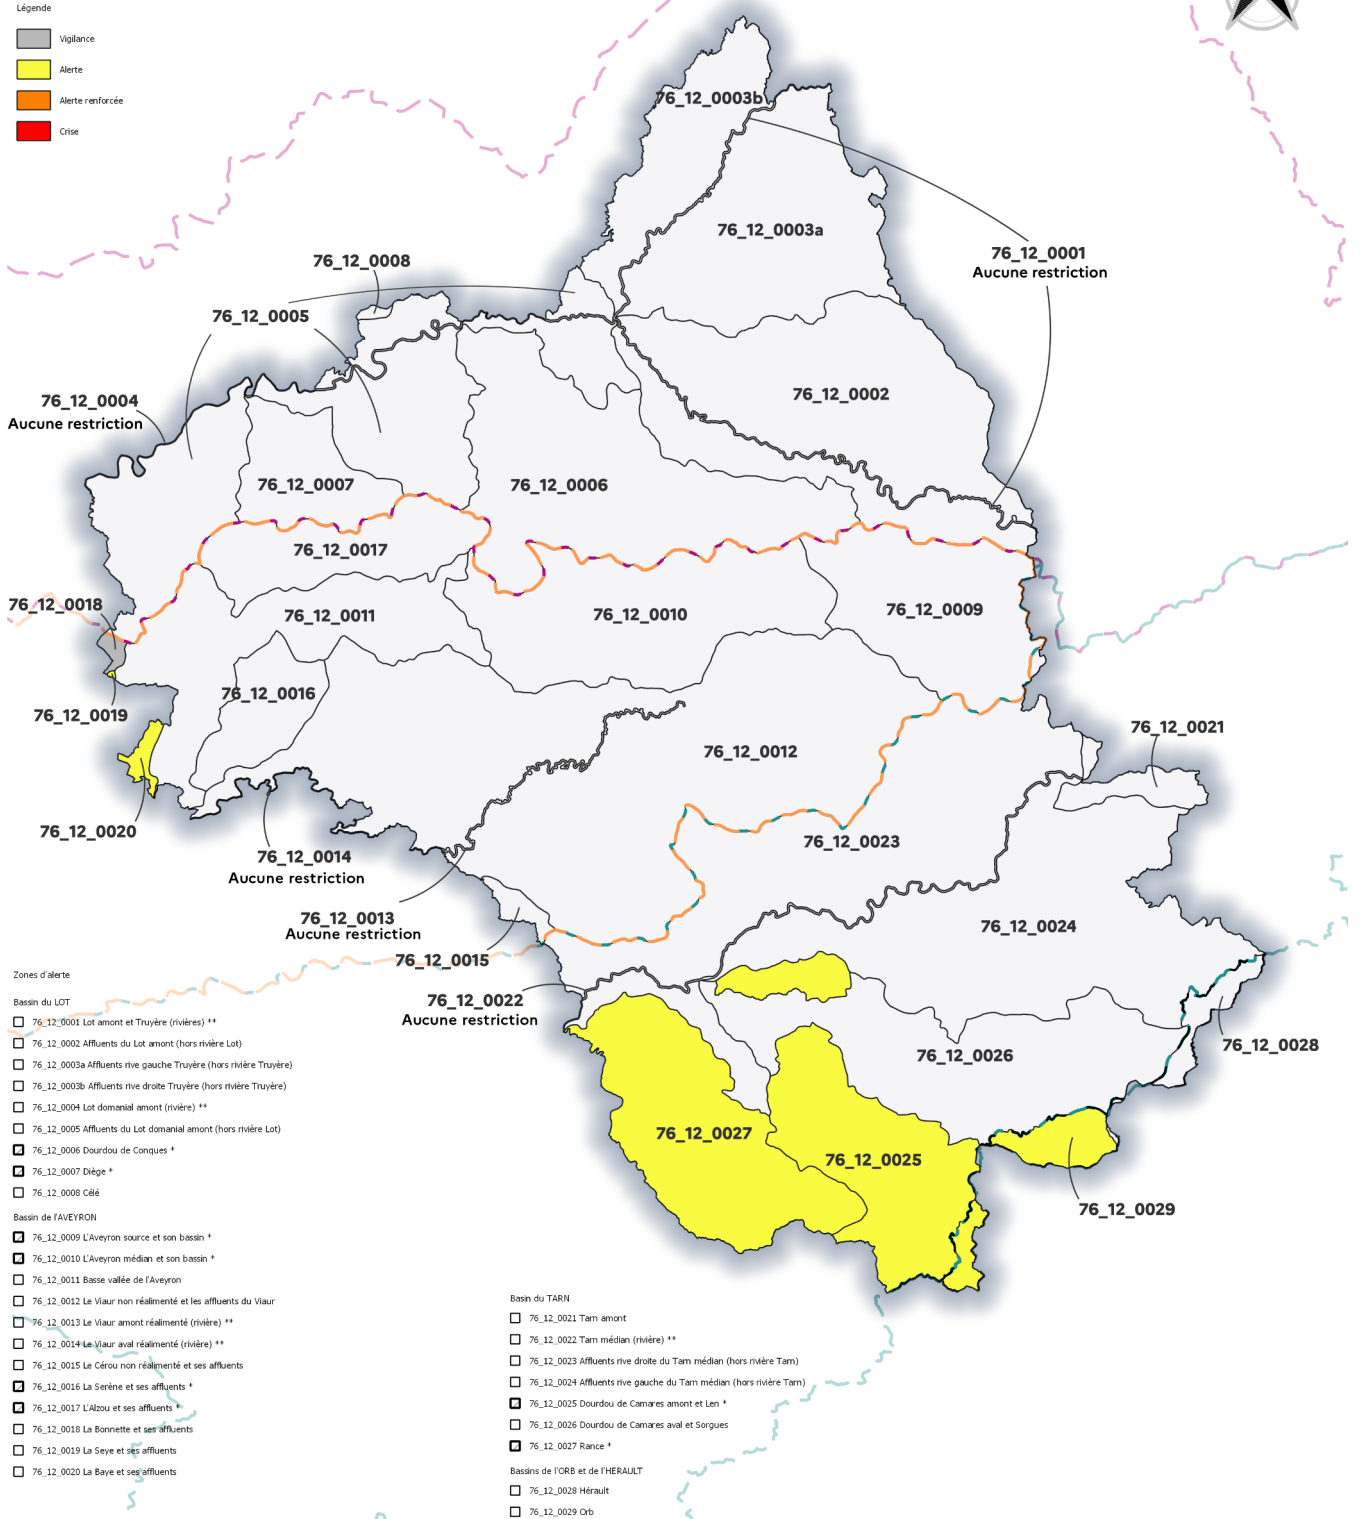 Légende
Vigilance
Alerte
Alerte renforcée
Crise
76_12_0003b
76_12_0003a
76_12_0001
Aucune restriction
76_12_0008
76_12_0005
76_12_0002
76_12_0004
Aucune restriction
76_12_0007
76_12_0006
76_12_0017
76_12_0018
76_12_0011
76_12_0010
76_12_0009
76_12_0016
76_12_0019
76_12_0021
76_12_0012
76_12_0020
76_12_0023
76_12_0014
Aucune restriction
76_12_0013
Aucune restriction
76_12_0024
76_12_0015
76_12_0022
Aucune restriction
76_12_0026
76_12_0028
76_12_0027
76_12_0025
76_12_0029
Zones d'alerte
Bassin du LOT
76_12_0001 Lot amont et Truyère (rivières) **
76_12_0002 Affluents du Lot amont (hors rivière Lot)
76_12_0003a Affluents rive gauche Truyère (hors rivière Truyère)
76_12_0003b Affluents rive droite Truyère (hors rivière Truyère)
76_12_0004 Lot domanial amont (rivière) **
76_12_0005 Affluents du Lot domanial amont (hors rivière Lot)
76_12_0006 Dourdou de Conques *
76_12_0007 Diège *
76_12_0008 Célé
Bassin de l'AVEYRON
76_12_0009 L'Aveyron source et son bassin *
76_12_0010 L'Aveyron médian et son bassin *
76_12_0011 Basse vallée de l'Aveyron
76_12_0012 Le Viaur non réalimenté et les affluents du Viaur
76_12_0013 Le Viaur amont réalimenté (rivière) **
76_12_0014 Le Viaur aval réalimenté (rivière) **
76_12_0015 Le Cérou non réalimenté et ses affluents
76_12_0016 La Serène et ses affluents *
76_12_0017 L'Alzou et ses affluents *
76_12_0018 La Bonnette et ses affluents
76_12_0019 La Seye et ses affluents
76_12_0020 La Baye et ses affluents
Basin du TARN
76_12_0021 Tarn amont
76_12_0022 Tarn médian (rivière) **
76_12_0023 Affluents rive droite du Tarn médian (hors rivière Tarn)
76_12_0024 Affluents rive gauche du Tarn médian (hors rivière Tarn)
76_12_0025 Dourdou de Camares amont et Len *
76_12_0026 Dourdou de Camares aval et Sorgues
76_12_0027 Rance *
Bassins de l'ORB et de l'HERAULT
76_12_0028 Hérault
76_12_0029 Orb